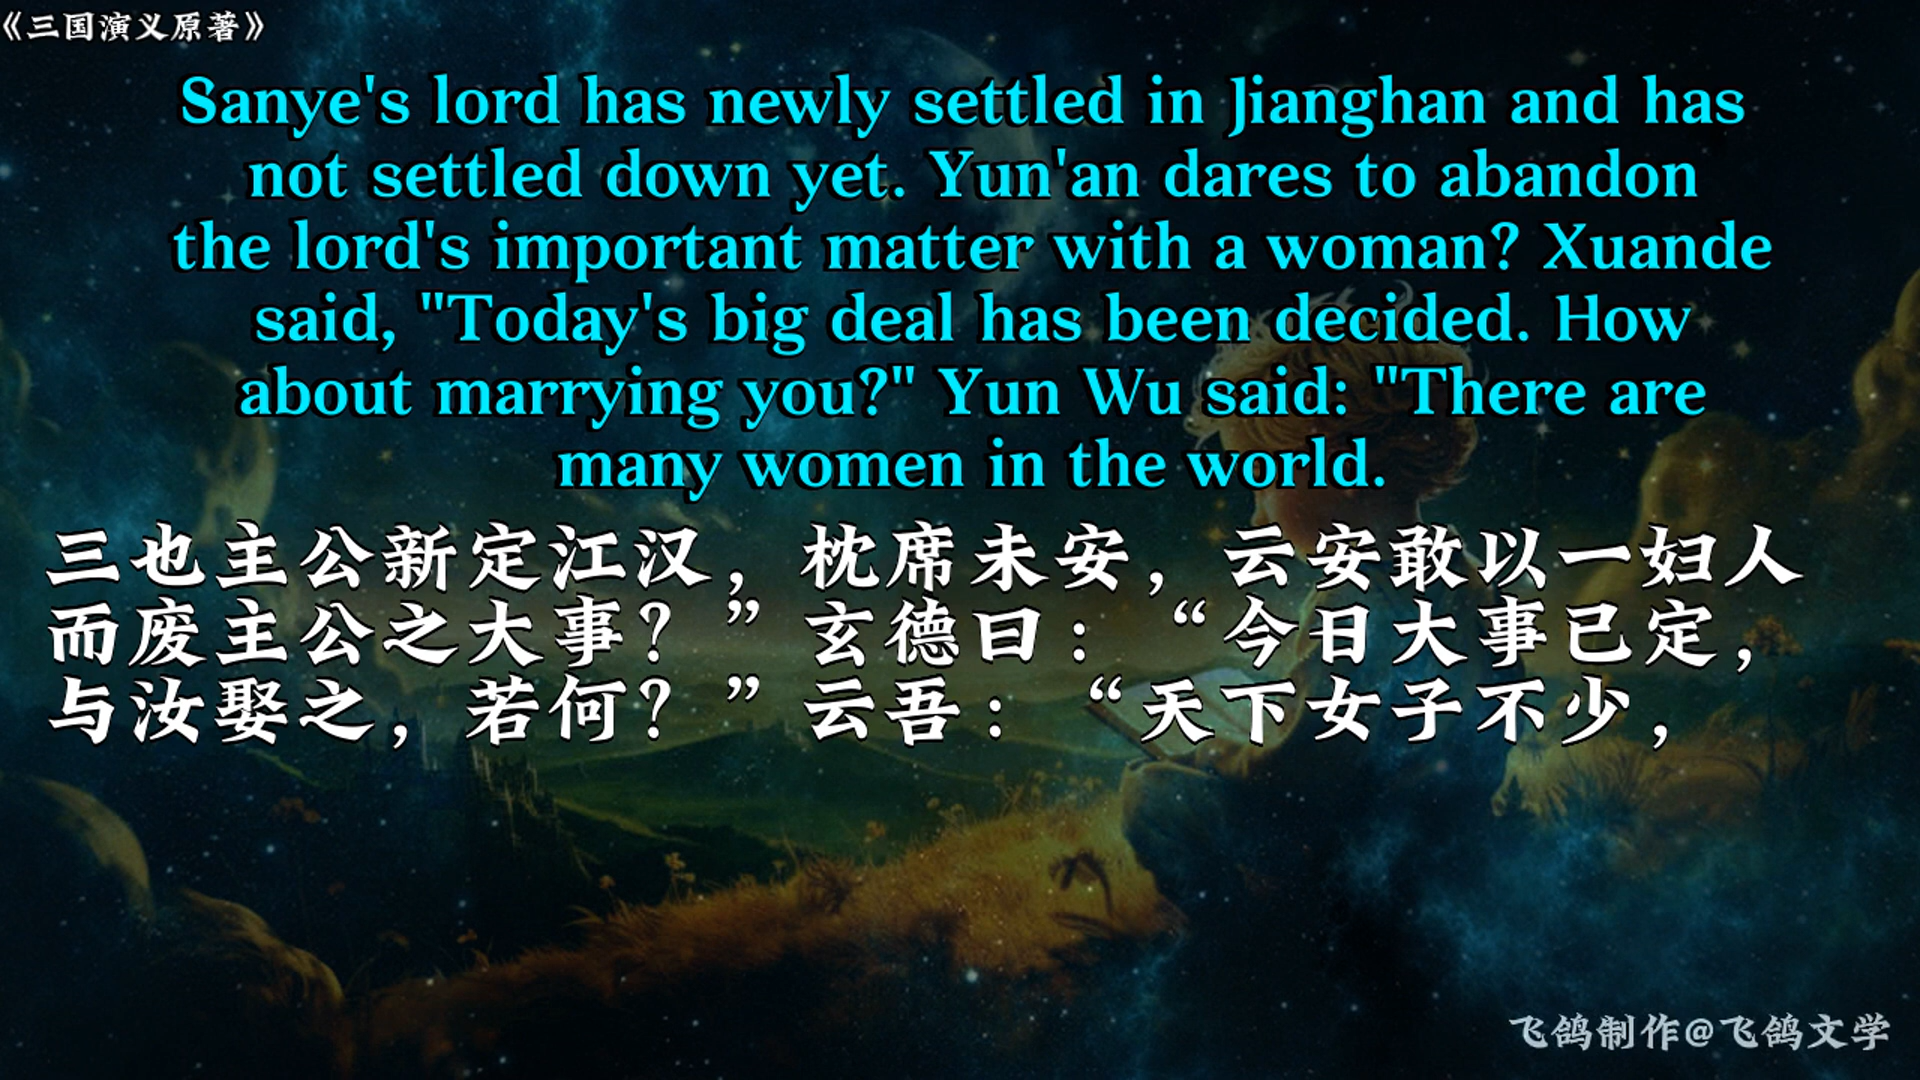 《三国演义原著》
Sanye's lord has newly settled in Jianghan and has
not settled down yet. Yun'an dares to abandon
the lord's important matter with a woman? Xuande
said, "Today's big deal has been decided. How
about marrying you?" Yun Wu said: "There are
many women in the world.
三也主公新定江汉，枕席未安，云安敢以一妇人
而废主公之大事？”玄德曰：“今日大事已定，
与汝娶之，若何？”云吾：“天下女子不少，
飞鸽制作@飞鸽文学